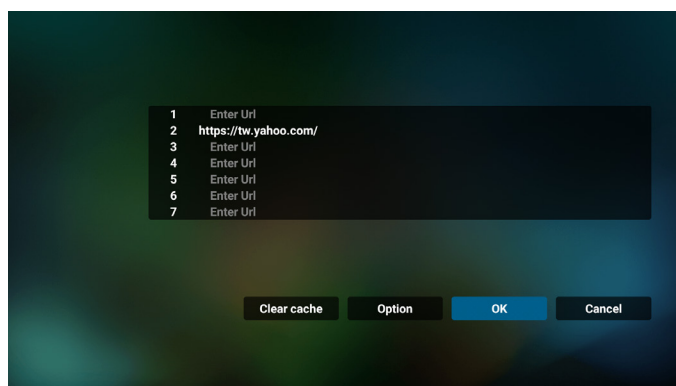 1 Enter Url
2 https://tw.yahoo.com/
3 Enter Url
4 Enter Url
5 Enter Url
6 Enter Url
7 Enter Url
Clear cache Option OK Cancel